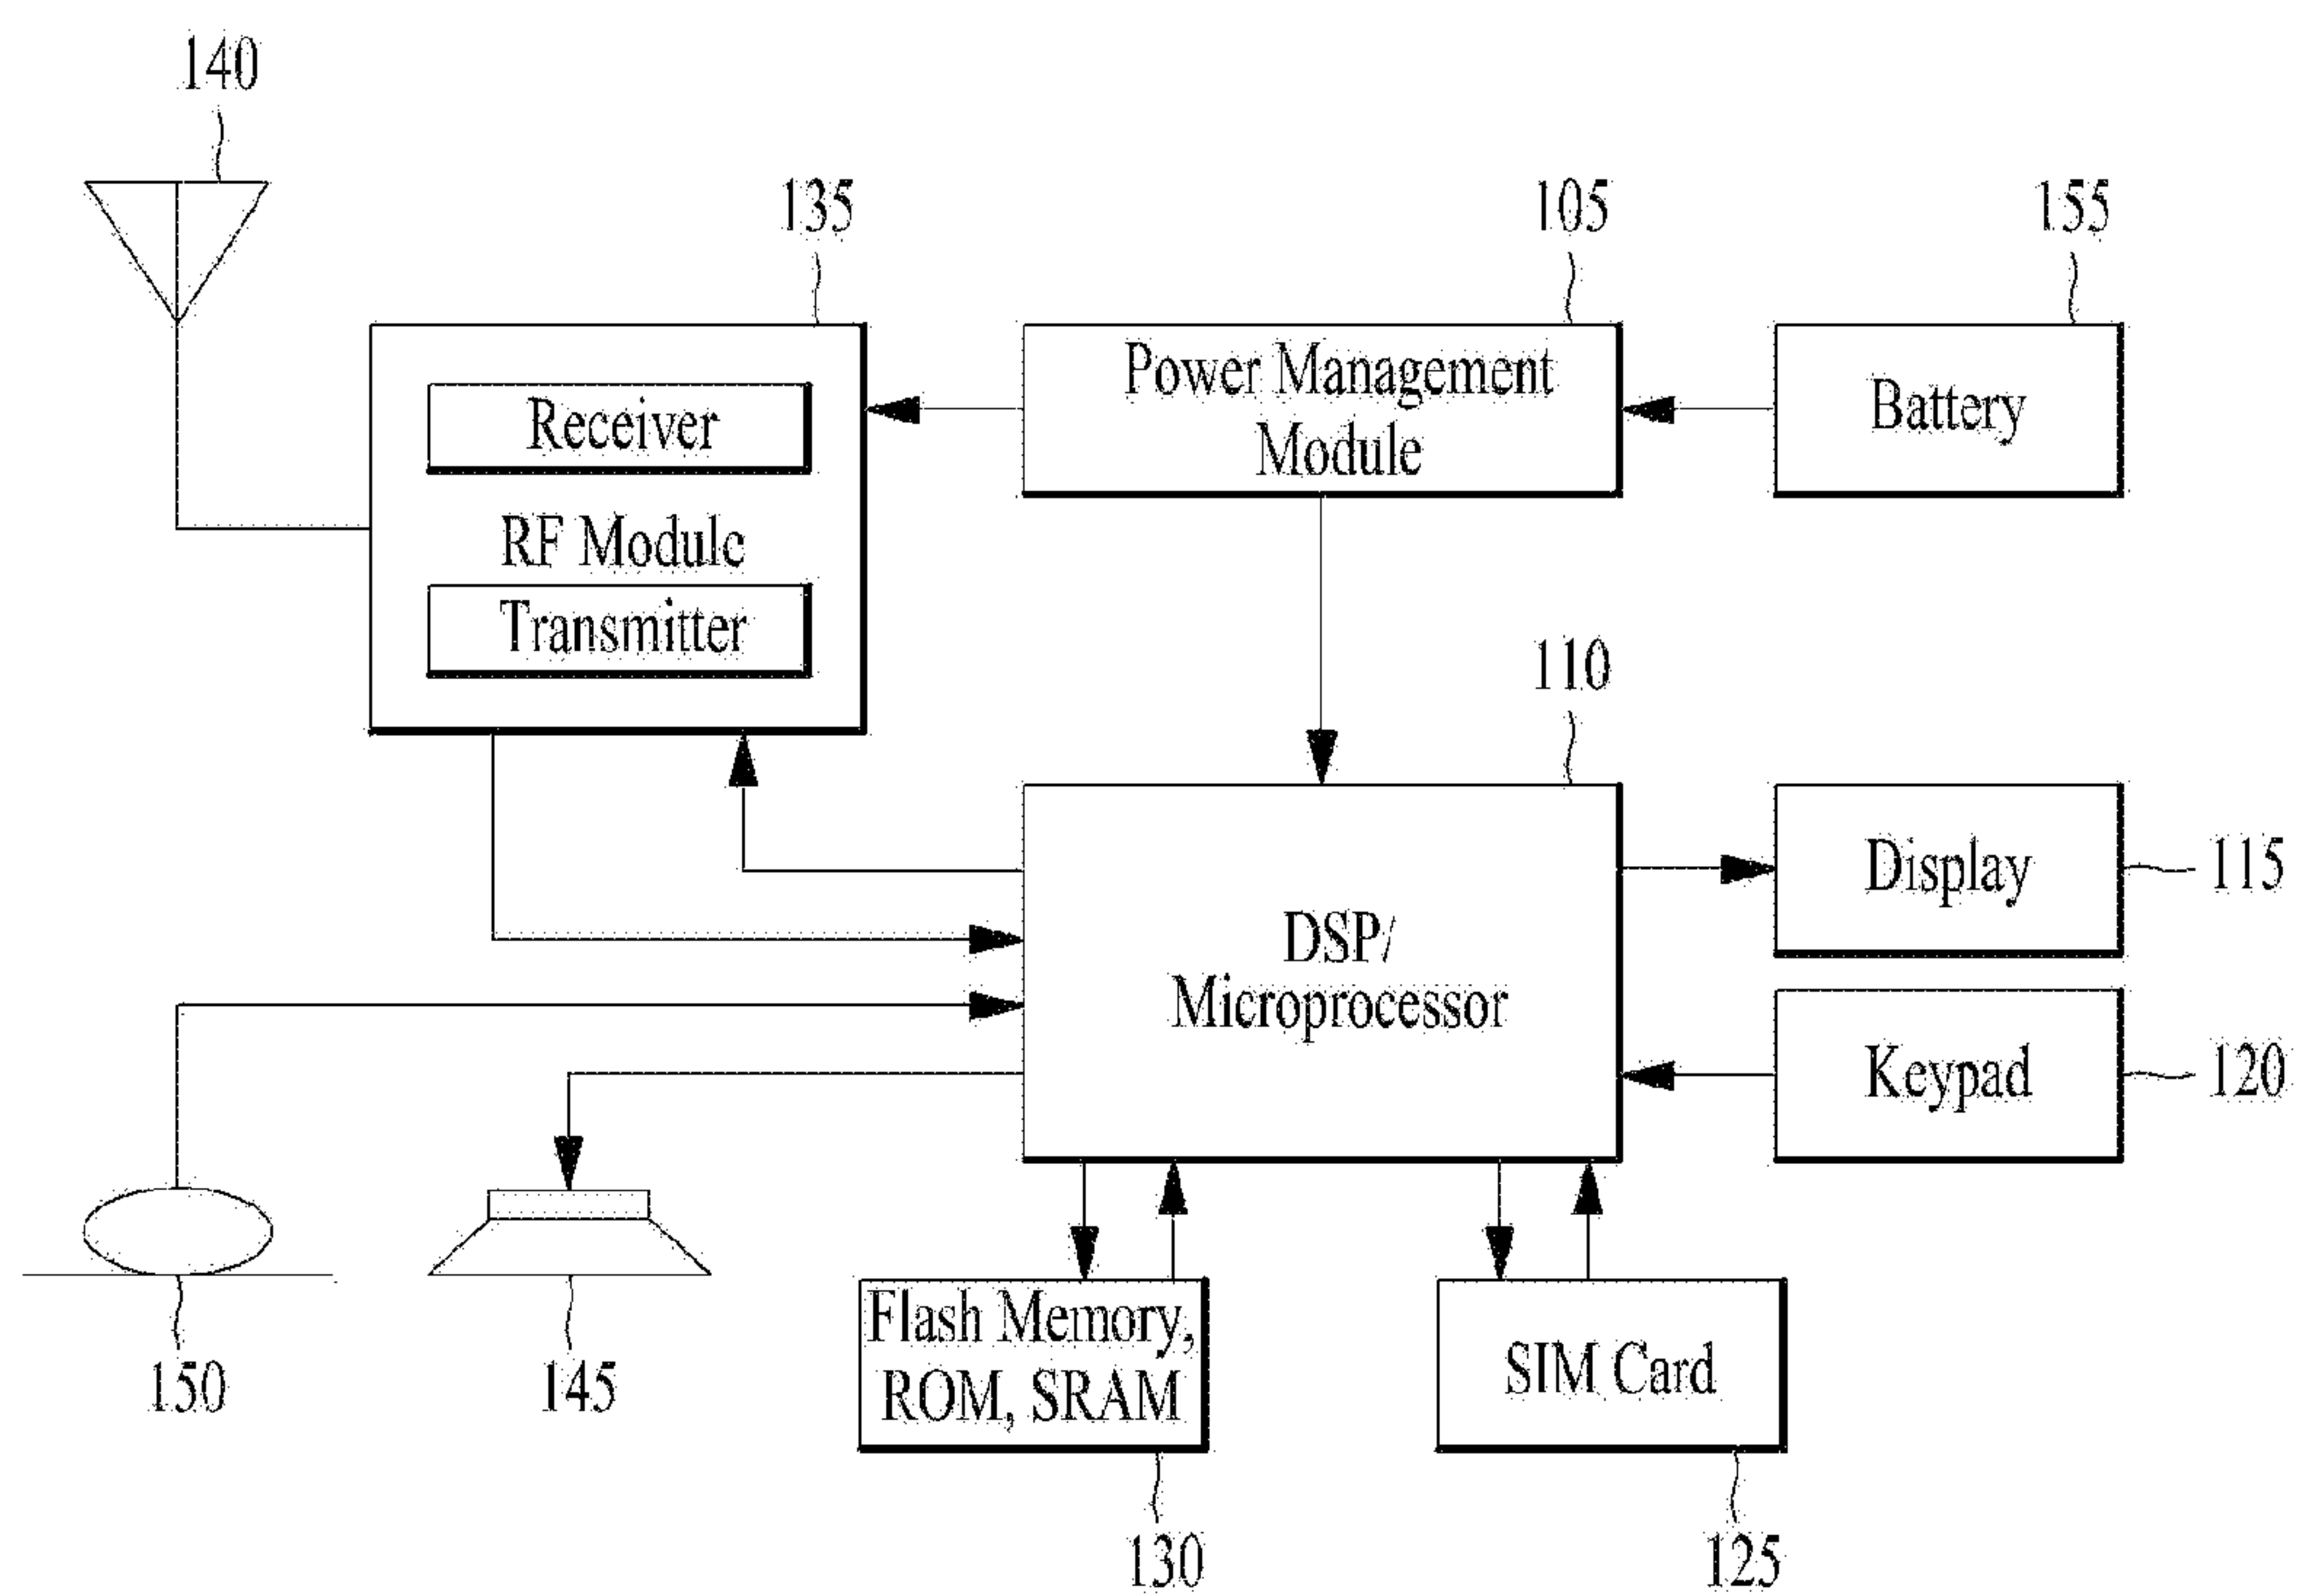 140
135
105
155
Receiver
RF Module
Transmitter
Power Management
Module
Battery
110
DSP/
Microprocessor
Display
115
Keypad
120
150
145
Flash Memory,
ROM, SRAM
SIM Card
130
125